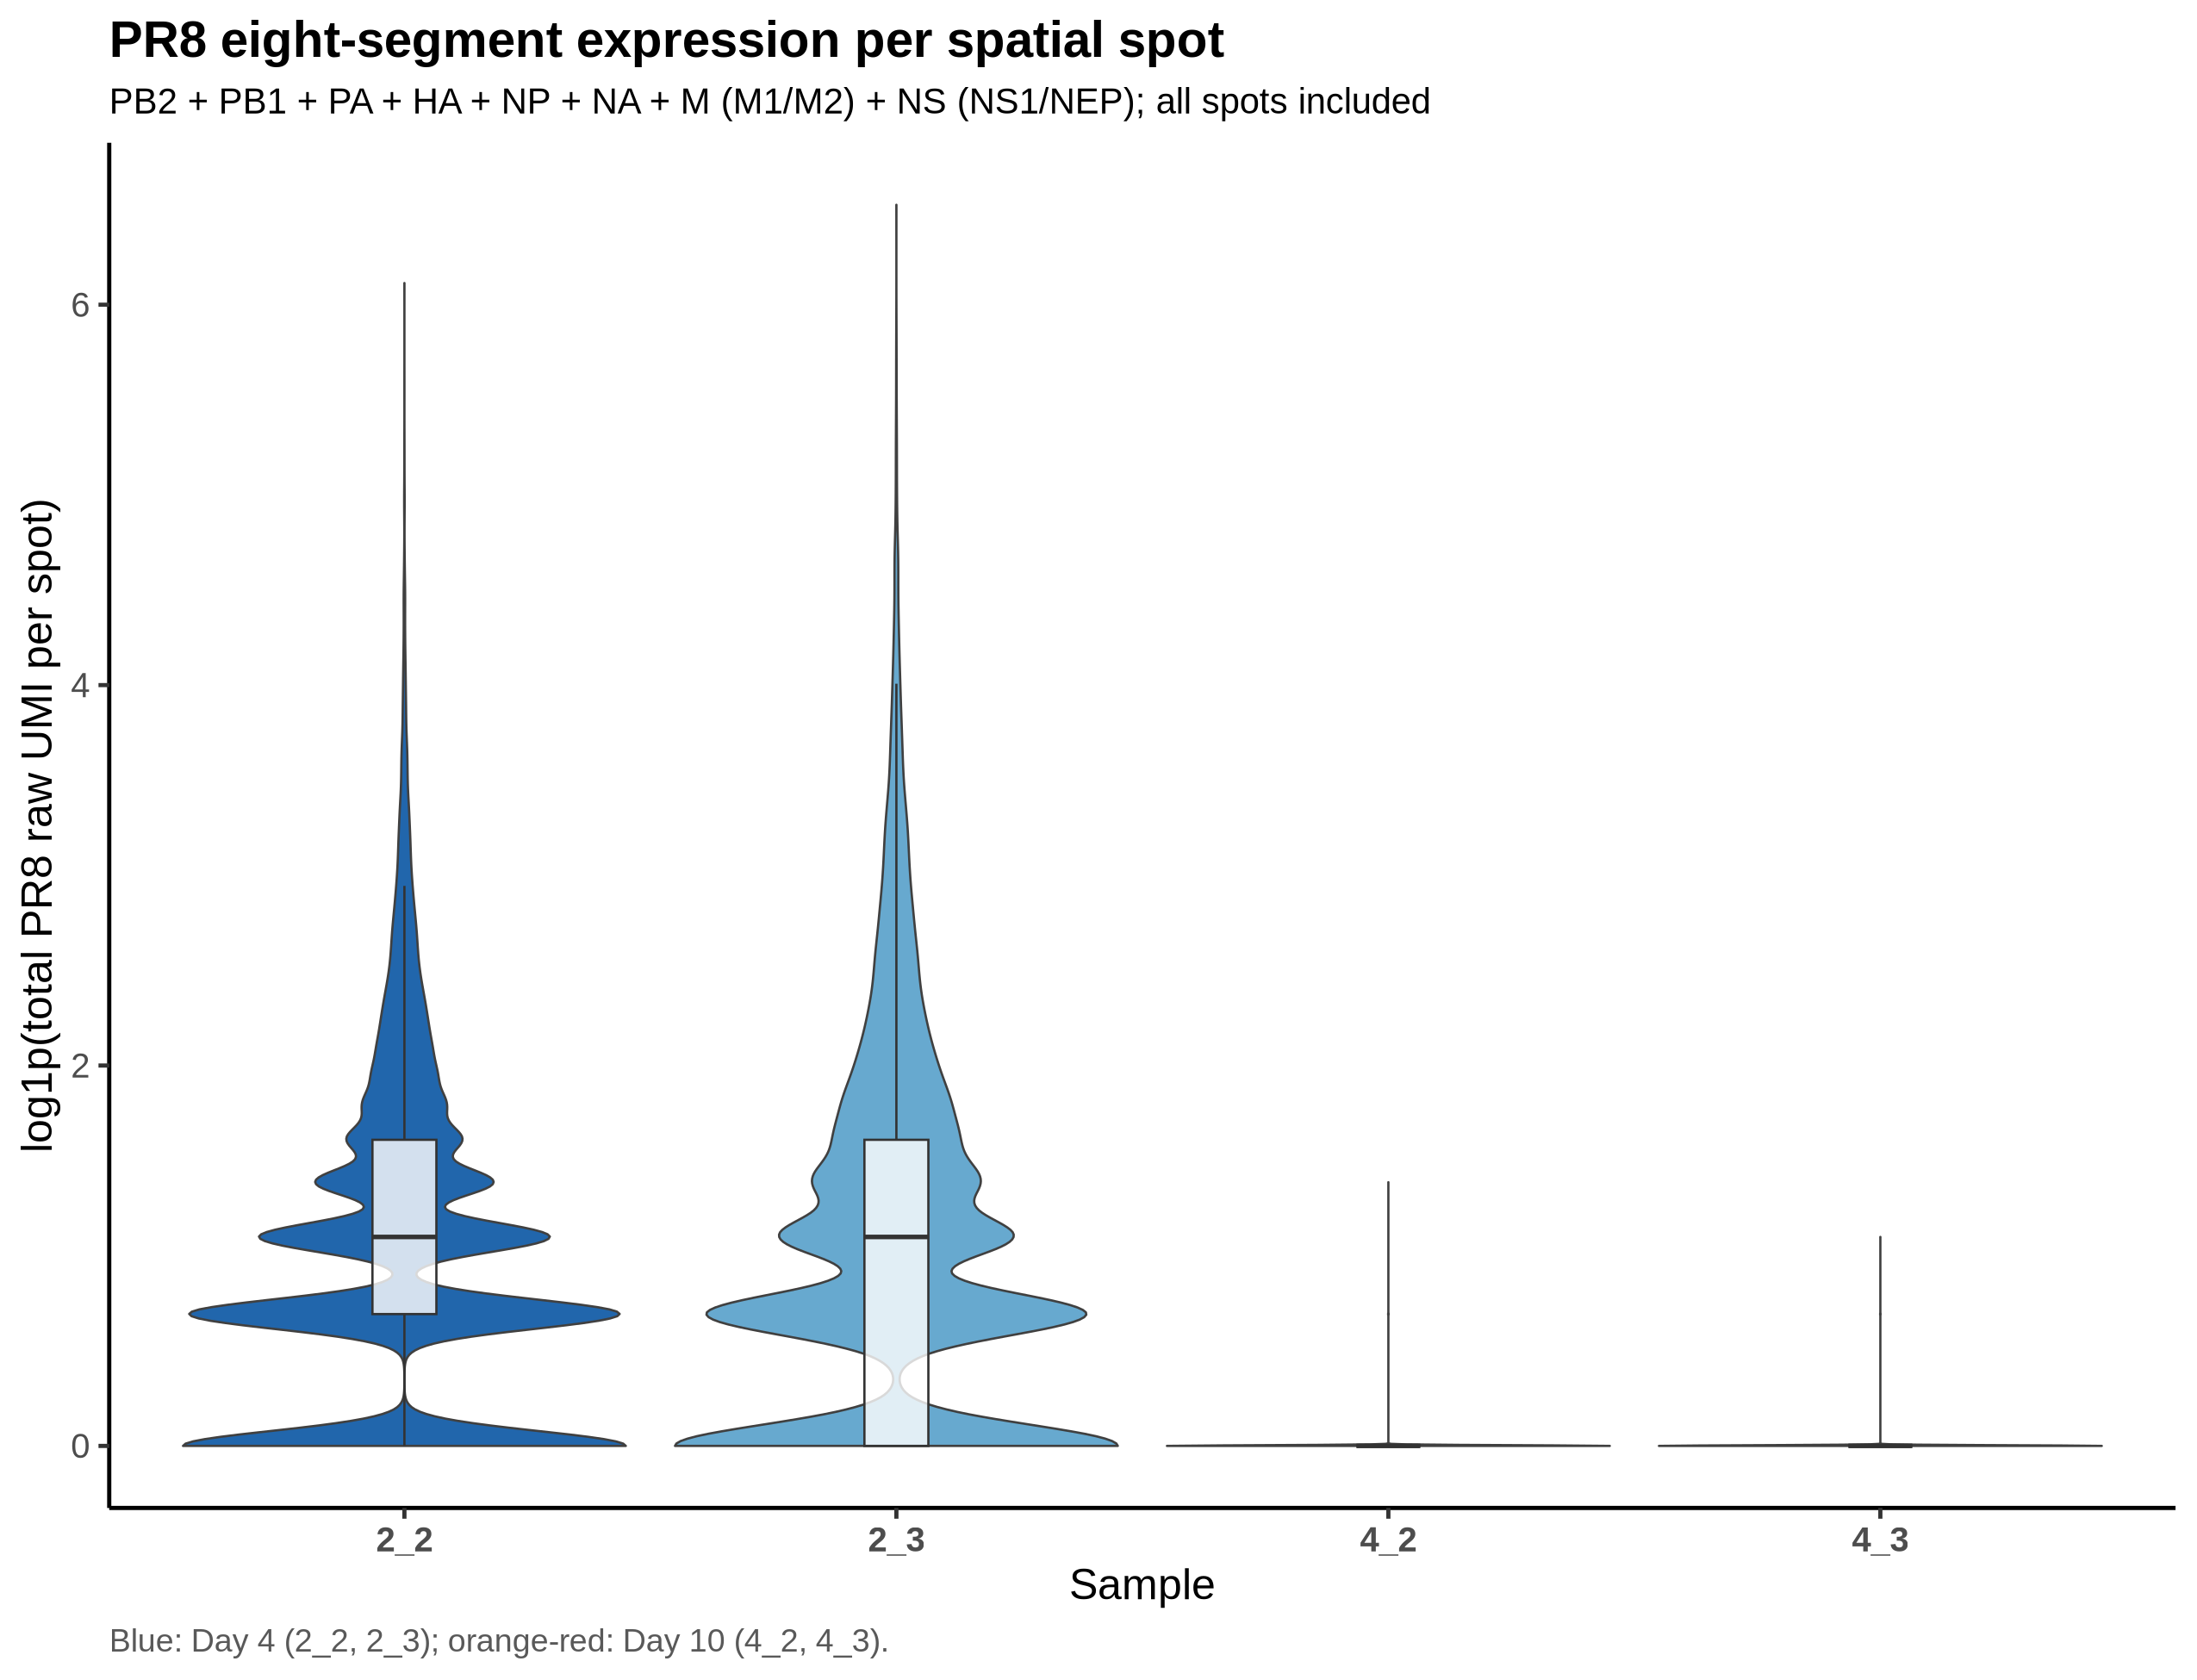 PR8 eight-segment expression per spatial spot
PB2 + PB1 + PA + HA + NP + NA + M (M1/M2) + NS (NS1/NEP); all spots included
log1p(total PR8 raw UMI per spot)
6
4
2
0
2_2
2_3
4_2
4_3
Sample
Blue: Day 4 (2_2, 2_3); orange-red: Day 10 (4_2, 4_3).